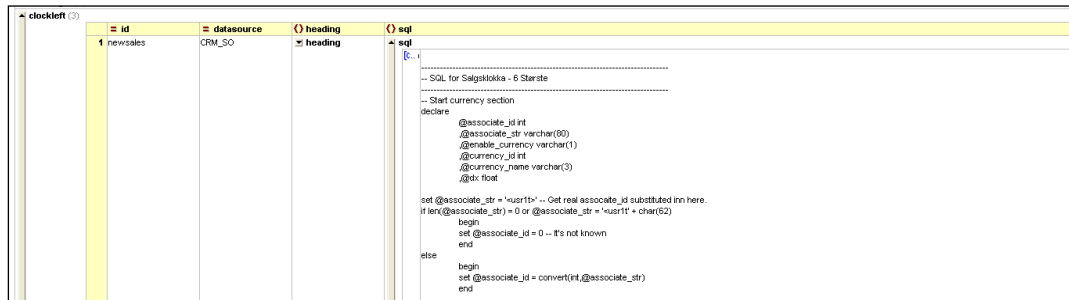 clockleft (3)
= id = datasource () heading () sql
1 newsales CRM_SO heading sql
[c..
--------------------------------------------------------------------------------
-- SQL for Salgsklokka - 6 Største
--------------------------------------------------------------------------------
-- Start currency section
declare
@associate_id int
,@associate_str varchar(80)
,@enable_currency varchar(1)
,@currency_id int
,@currency_name varchar(3)
,@dx float
set @associate_str = '<usr1t>' -- Get real assocaite_id substituted inn here.
if len(@associate_str) = 0 or @associate_str = '<usr1t' + char(62)
begin
set @associate_id = 0 -- It's not known
end
else
begin
set @associate_id = convert(int,@associate_str)
end